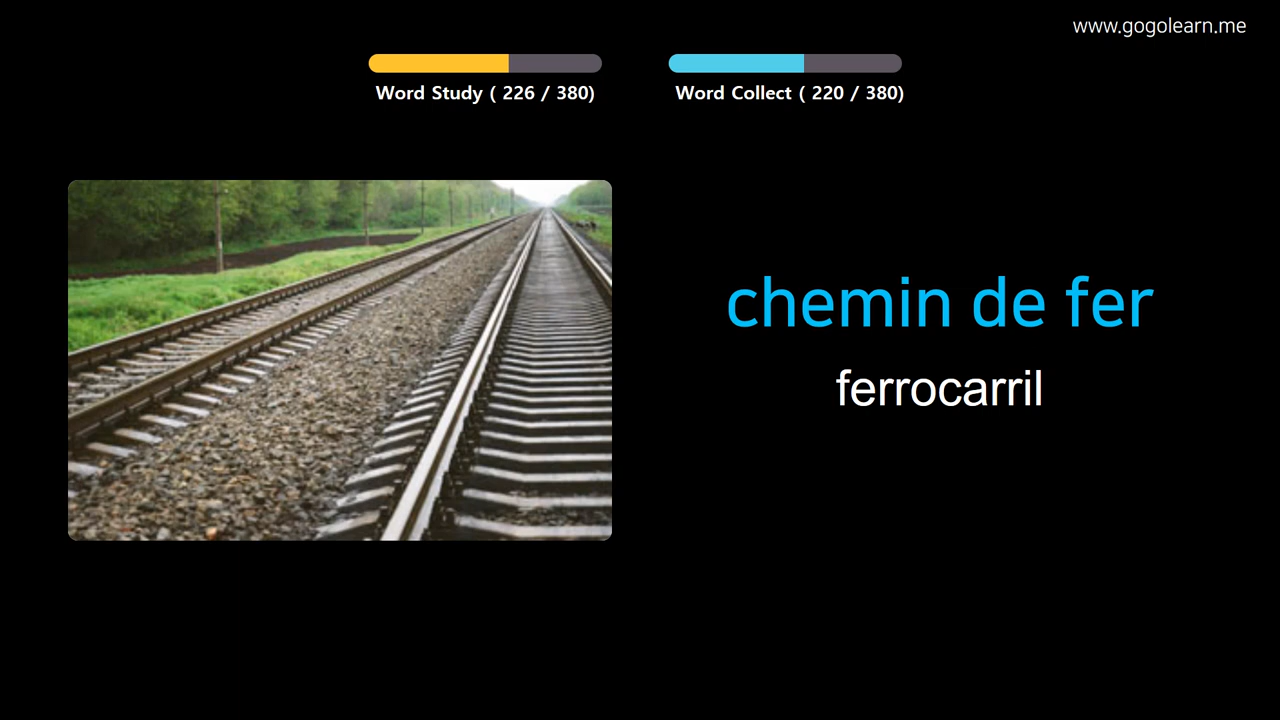 www.gogolearn.me
Word Study ( 226 / 380)
Word Collect ( 220 / 380)
chemin de fer
ferrocarril